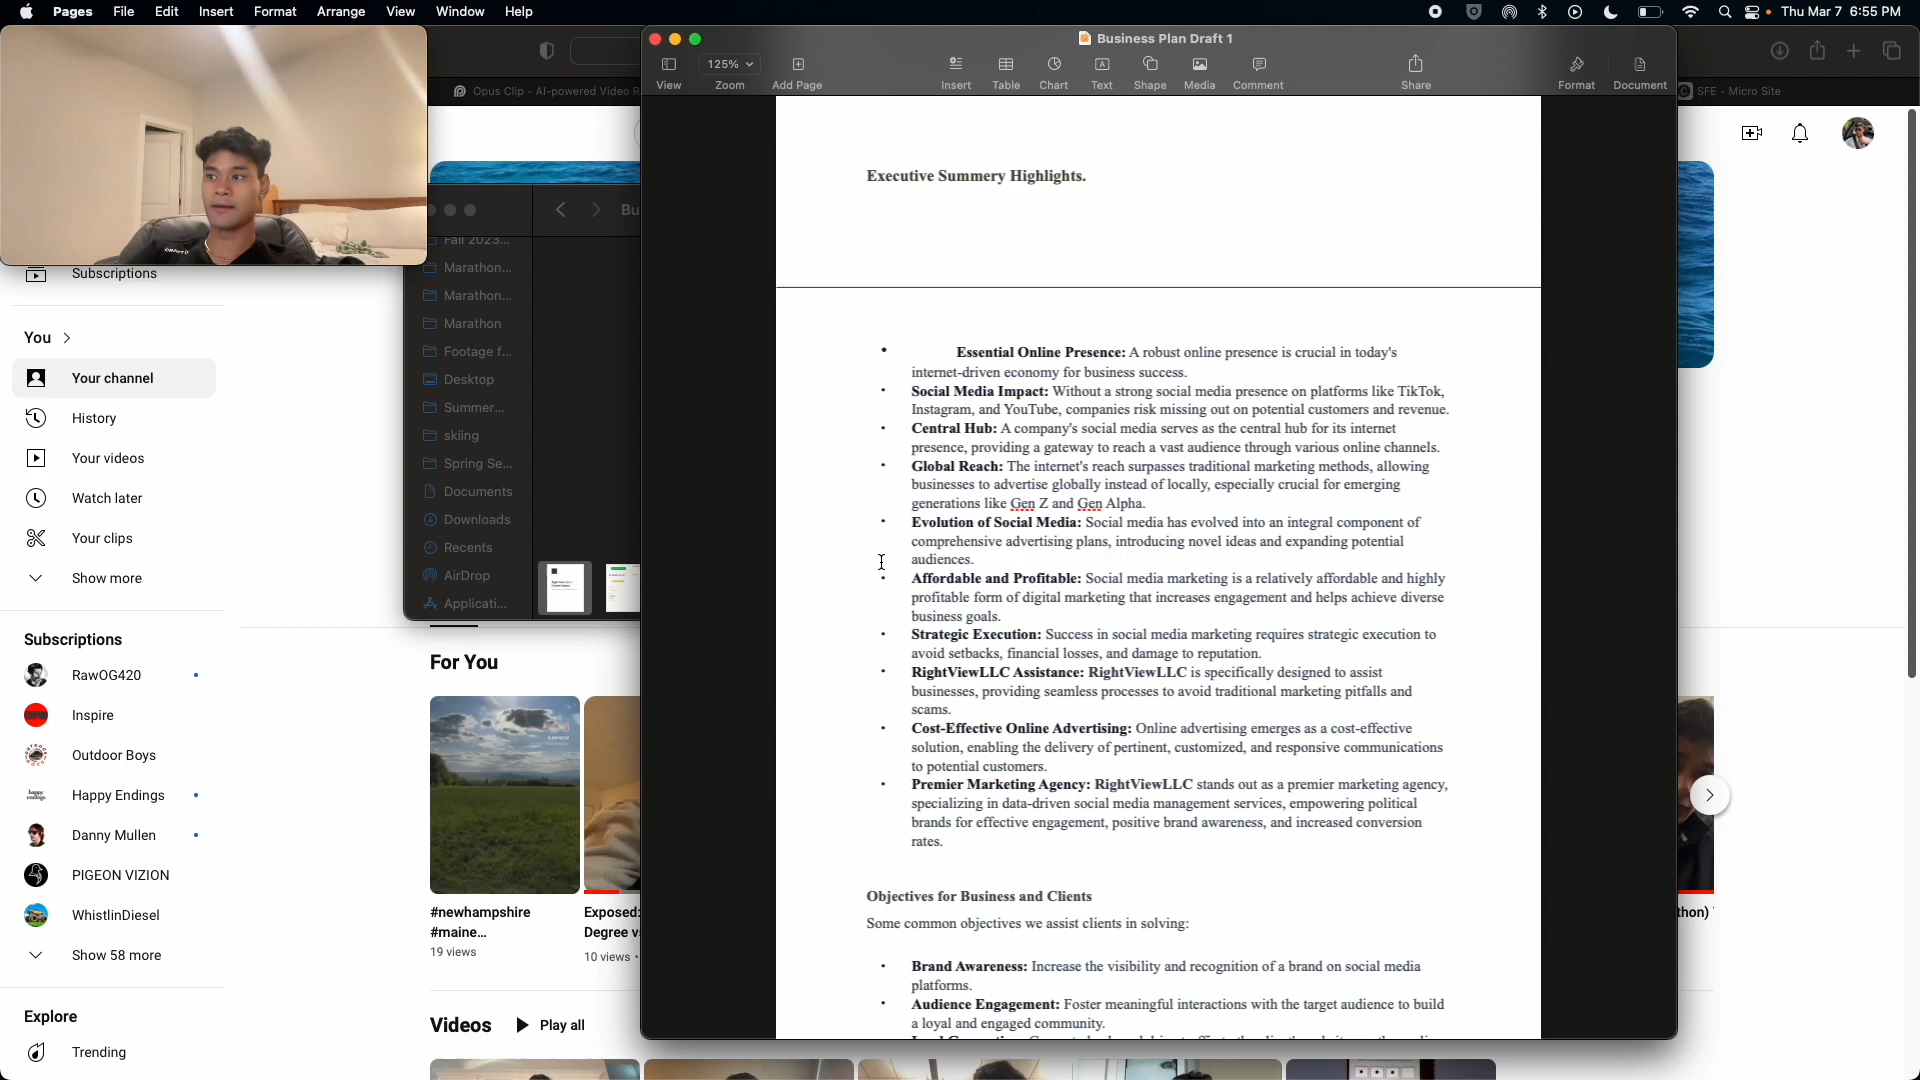 Pages File Edit Insert Format Arrange View Window Help
Thu Mar 7 6:55 PM
Business Plan Draft 1
125%
View Zoom Add Page Insert Table Chart Text Shape Media Comment Share Format Document
Opus Clip - AI-powered Video R
SFE - Micro Site
Executive Summery Highlights.
• Essential Online Presence: A robust online presence is crucial in today's
internet-driven economy for business success.
• Social Media Impact: Without a strong social media presence on platforms like TikTok,
Instagram, and YouTube, companies risk missing out on potential customers and revenue.
• Central Hub: A company's social media serves as the central hub for its internet
presence, providing a gateway to reach a vast audience through various online channels.
• Global Reach: The internet's reach surpasses traditional marketing methods, allowing
businesses to advertise globally instead of locally, especially crucial for emerging
generations like Gen Z and Gen Alpha.
• Evolution of Social Media: Social media has evolved into an integral component of
comprehensive advertising plans, introducing novel ideas and expanding potential
audiences.
• Affordable and Profitable: Social media marketing is a relatively affordable and highly
profitable form of digital marketing that increases engagement and helps achieve diverse
business goals.
• Strategic Execution: Success in social media marketing requires strategic execution to
avoid setbacks, financial losses, and damage to reputation.
• RightViewLLC Assistance: RightViewLLC is specifically designed to assist
businesses, providing seamless processes to avoid traditional marketing pitfalls and
scams.
• Cost-Effective Online Advertising: Online advertising emerges as a cost-effective
solution, enabling the delivery of pertinent, customized, and responsive communications
to potential customers.
• Premier Marketing Agency: RightViewLLC stands out as a premier marketing agency,
specializing in data-driven social media management services, empowering political
brands for effective engagement, positive brand awareness, and increased conversion
rates.
Objectives for Business and Clients
Some common objectives we assist clients in solving:
• Brand Awareness: Increase the visibility and recognition of a brand on social media
platforms.
• Audience Engagement: Foster meaningful interactions with the target audience to build
a loyal and engaged community.
Bu
Fall 2023...
Marathon...
Marathon...
Marathon
Footage f...
Desktop
Summer...
skiing
Spring Se...
Documents
Downloads
Recents
AirDrop
Applicati...
Subscriptions
You
Your channel
History
Your videos
Watch later
Your clips
Show more
Subscriptions
RawOG420
Inspire
Outdoor Boys
Happy Endings
Danny Mullen
PIGEON VIZION
WhistlinDiesel
Show 58 more
Explore
Trending
For You
#newhampshire
#maine...
19 views
Exposed:
Degree v
10 views •
thon)
Videos Play all